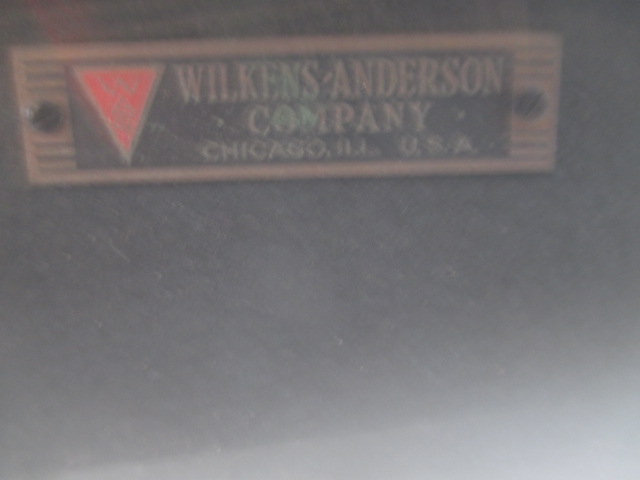 WILKENS-ANDERSON
COMPANY
CHICAGO, ILL. U.S.A.